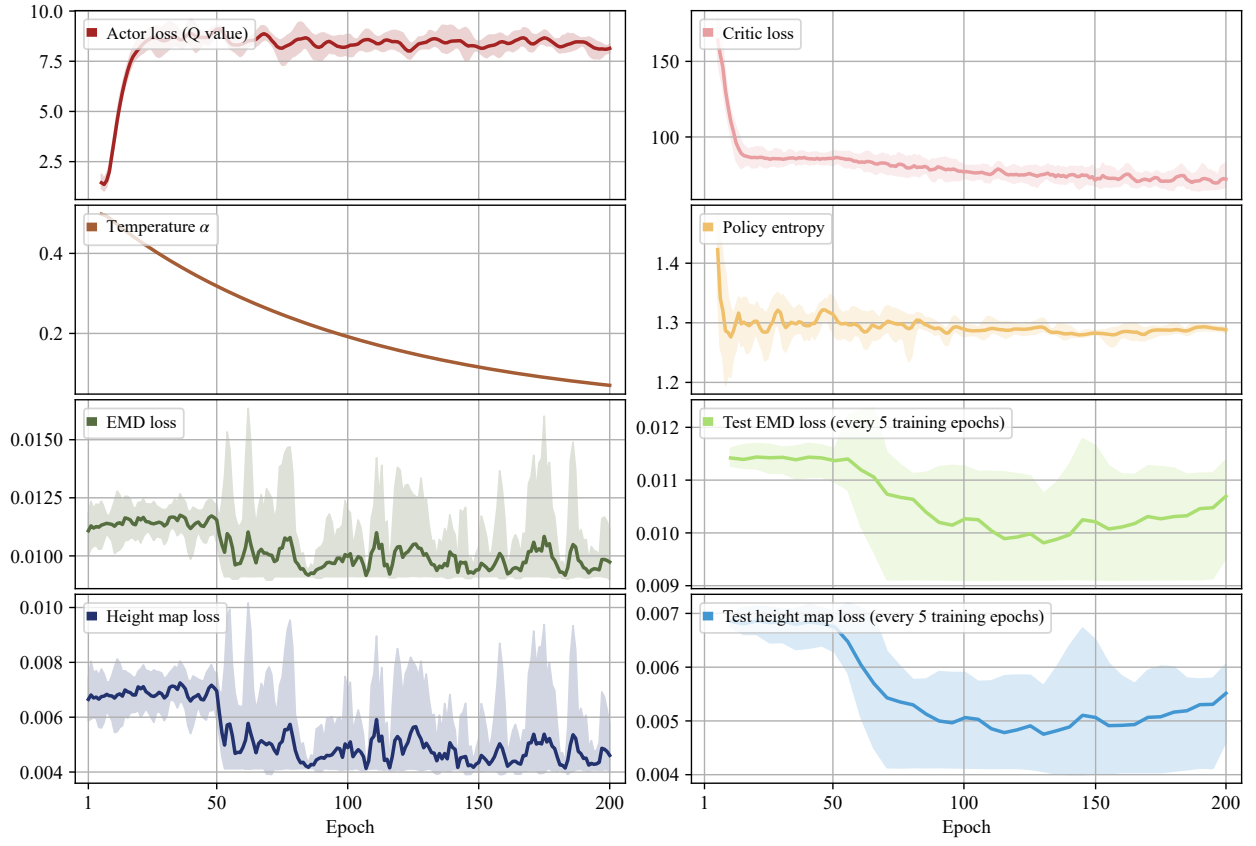 10.0
7.5
5.0
2.5
Actor loss (Q value)
150
100
Critic loss
0.4
0.2
Temperature α
1.4
1.3
1.2
Policy entropy
0.0150
0.0125
0.0100
EMD loss
0.012
0.011
0.010
0.009
Test EMD loss (every 5 training epochs)
0.010
0.008
0.006
0.004
Height map loss
1 50 100 150 200
Epoch
0.007
0.006
0.005
0.004
Test height map loss (every 5 training epochs)
1 50 100 150 200
Epoch